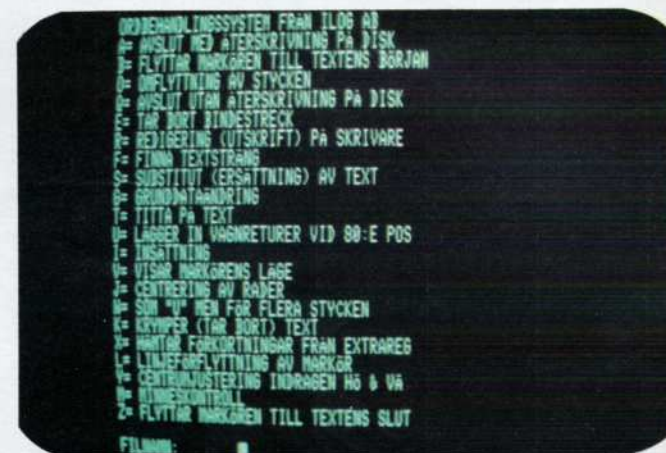 ORDBEHANDLINGSSYSTEM FRÅN ILOG AB
A= AVSLUT MED ÅTERSKRIVNING PÅ DISK
B= FLYTTAR MARKÖREN TILL TEXTENS BÖRJAN
O= OMFLYTTNING AV STYCKEN
Q= AVSLUT UTAN ÅTERSKRIVNING PÅ DISK
= TAR BORT BINDESTRECK
R= REDIGERING (UTSKRIFT) PÅ SKRIVARE
F= FINNA TEXTSTRÄNG
S= SUBSTITUT (ERSÄTTNING) AV TEXT
G= GRUNDDATAÄNDRING
T= TITTA PÅ TEXT
U= LÄGGER IN VAGNRETURER VID 80:E POS
I= INSÄTTNING
V= VISAR MARKÖRENS LÄGE
J= CENTRERING AV RADER
W= SOM "U" MEN FÖR FLERA STYCKEN
K= KRYMPER (TAR BORT) TEXT
X= HÄMTAR FÖRKORTNINGAR FRÅN EXTRAREG
L= LINJEFÖRFLYTTNING AV MARKÖR
Y= CENTRUMJUSTERING INDRAGEN HÖ & VÄ
M= MINNESKONTROLL
Z= FLYTTAR MARKÖREN TILL TEXTENS SLUT
FILNAMN: